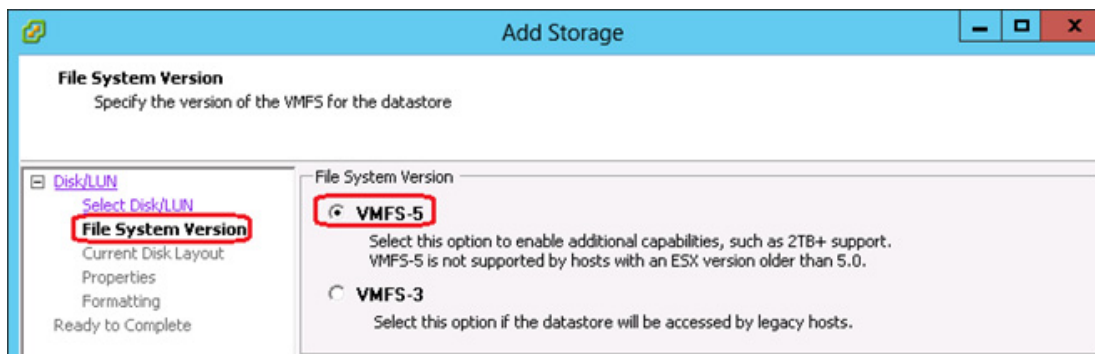 Add Storage
File System Version
Specify the version of the VMFS for the datastore
Disk/LUN
Select Disk/LUN
File System Version
Current Disk Layout
Properties
Formatting
Ready to Complete
File System Version
VMFS-5
Select this option to enable additional capabilities, such as 2TB+ support.
VMFS-5 is not supported by hosts with an ESX version older than 5.0.
VMFS-3
Select this option if the datastore will be accessed by legacy hosts.